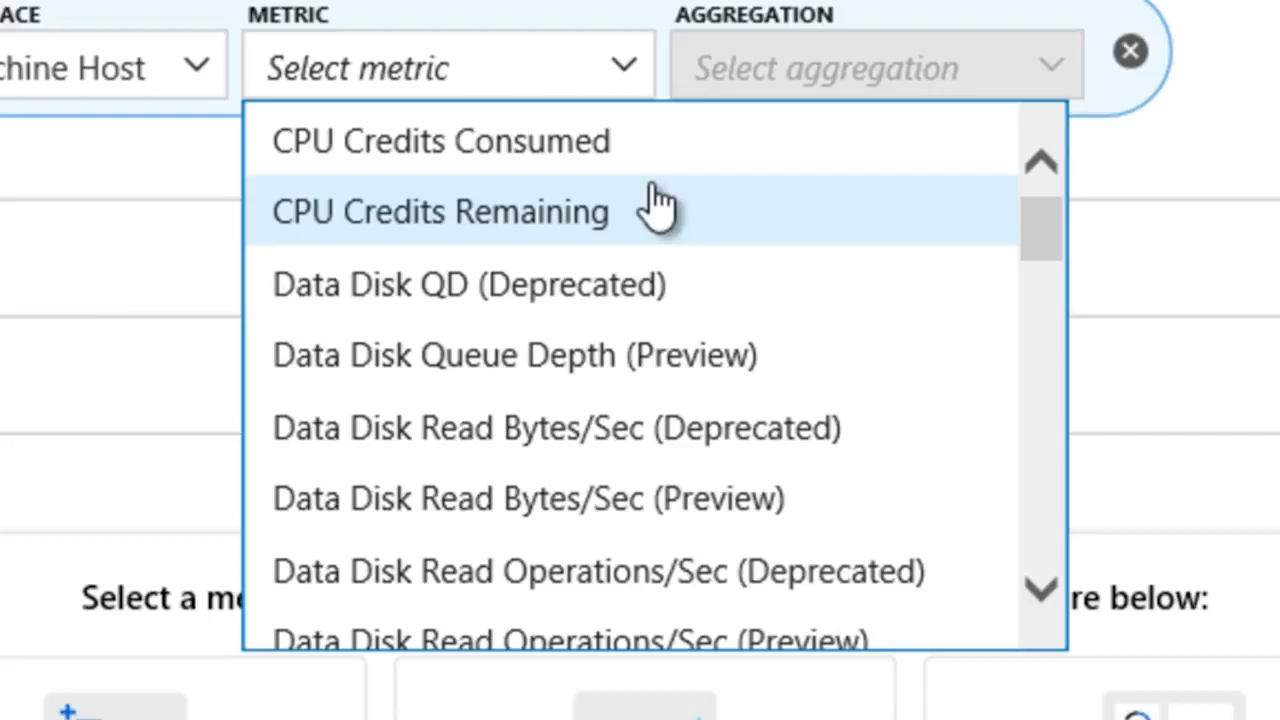 ACE METRIC AGGREGATION
chine Host Select metric Select aggregation
CPU Credits Consumed
CPU Credits Remaining
Data Disk QD (Deprecated)
Data Disk Queue Depth (Preview)
Data Disk Read Bytes/Sec (Deprecated)
Data Disk Read Bytes/Sec (Preview)
Data Disk Read Operations/Sec (Deprecated)
Select a me re below:
Data Disk Read Operations/Sec (Preview)